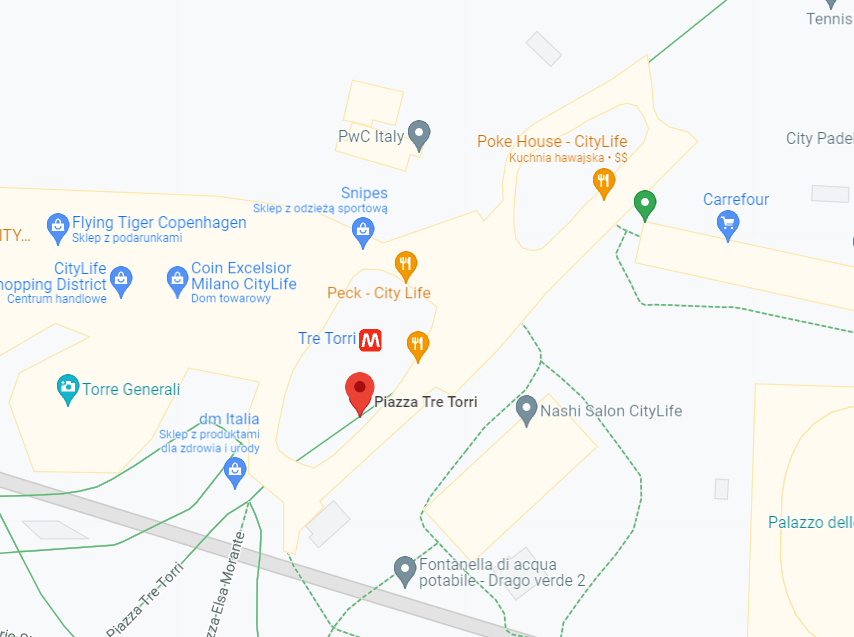 Tennis
PwC Italy
Poke House - CityLife
Kuchnia hawajska • $$
City Padel
Snipes
Sklep z odzieżą sportową
Carrefour
Flying Tiger Copenhagen
Sklep z podarunkami
ITY...
CityLife
hopping District
Centrum handlowe
Coin Excelsior
Milano CityLife
Dom towarowy
Peck - City Life
Tre Torri
M
Torre Generali
Piazza Tre Torri
dm Italia
Sklep z produktami
dla zdrowia i urody
Nashi Salon CityLife
Palazzo delle
Fontanella di acqua
potabile - Drago verde 2
Piazza-Tre-Torri
zza-Elsa-Morante